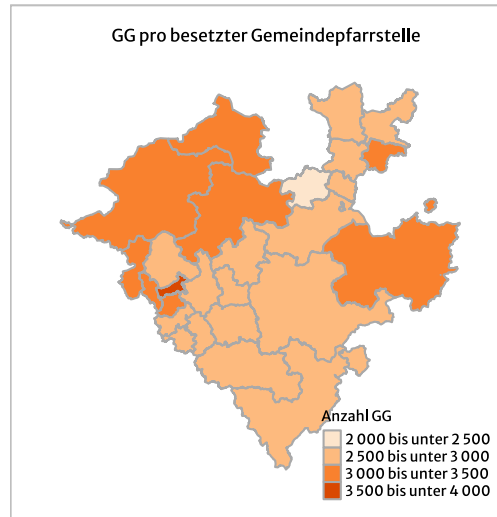 GG pro besetzter Gemeindepfarrstelle
Anzahl GG
2 000 bis unter 2 500
2 500 bis unter 3 000
3 000 bis unter 3 500
3 500 bis unter 4 000